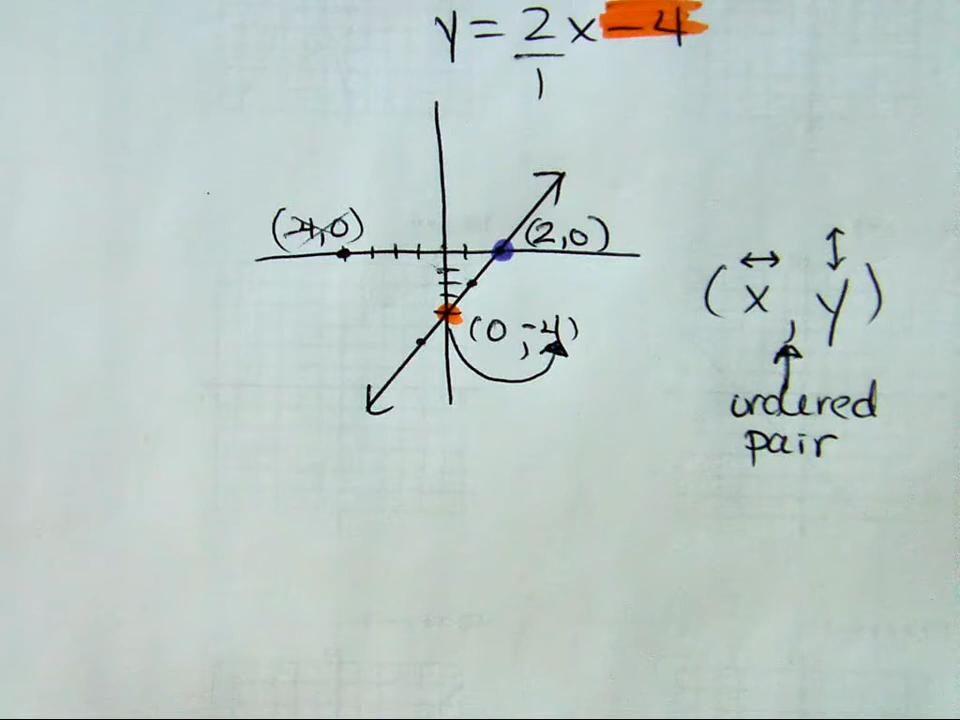 y = 2/1 x - 4
(-4,0)
(2,0)
(0,-4)
(x, y)
ordered
pair